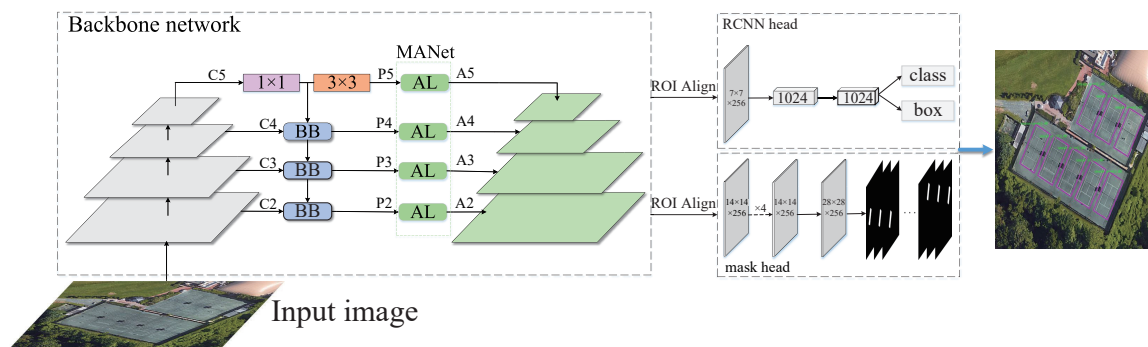 Backbone network
MANet
C5
1×1
3×3
P5
AL
A5
C4
BB
P4
AL
A4
C3
BB
P3
AL
A3
C2
BB
P2
AL
A2
Input image
ROI Align
ROI Align
RCNN head
7×7
×256
1024
1024
class
box
14×14
×256
×4
14×14
×256
28×28
×256
...
mask head